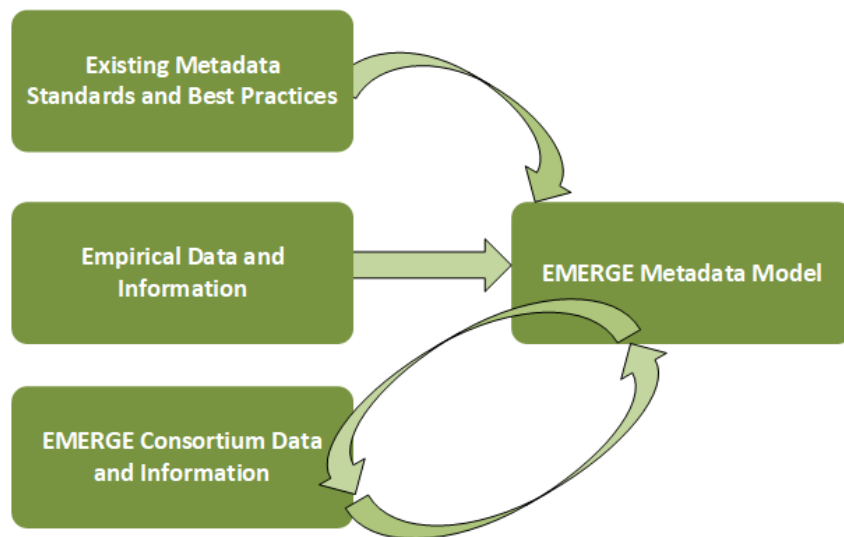 Existing Metadata
Standards and Best Practices
Empirical Data and
Information
EMERGE Metadata Model
EMERGE Consortium Data
and Information